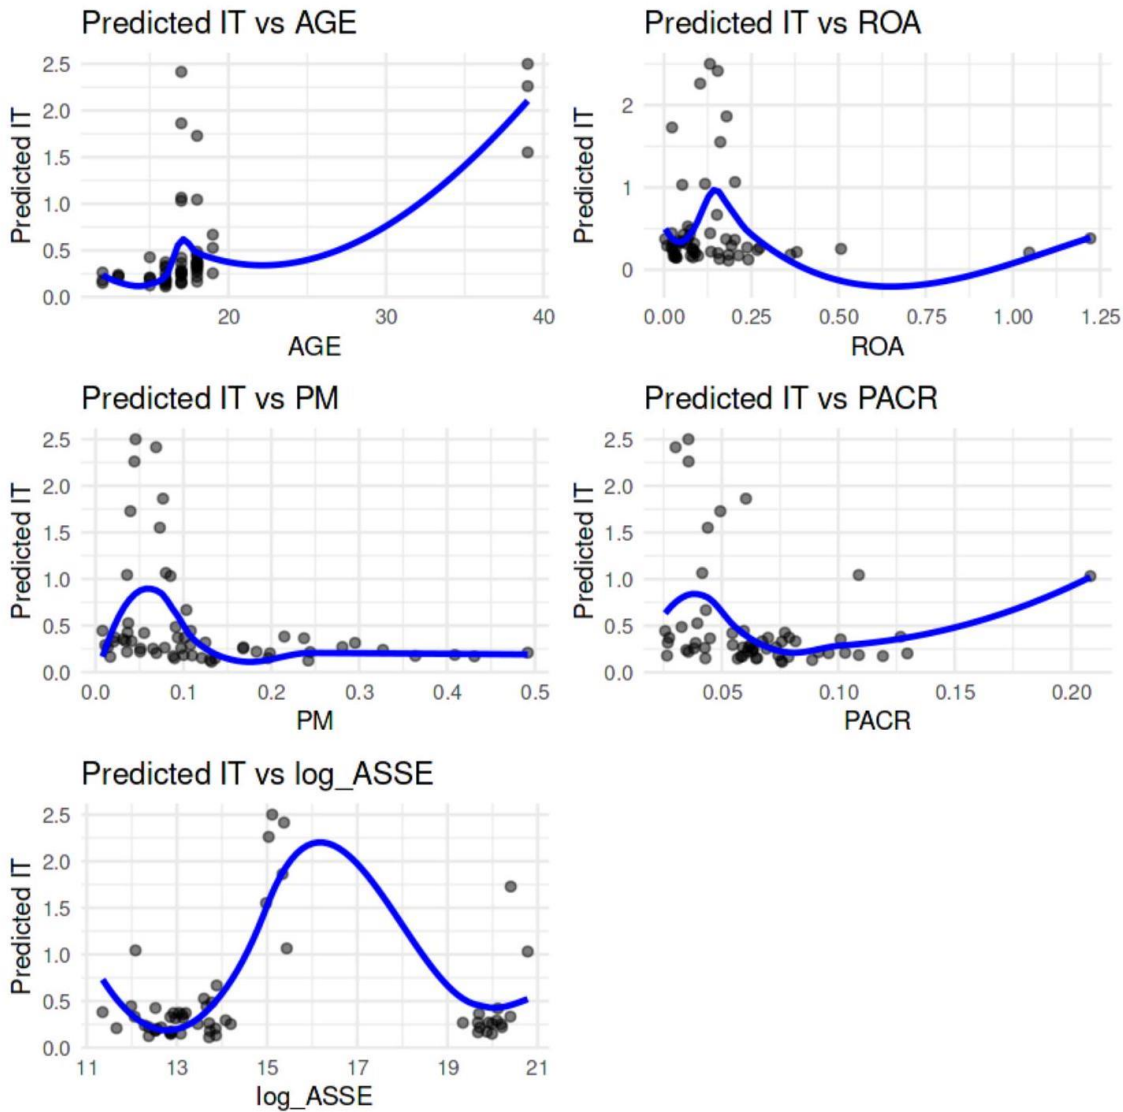 Predicted IT vs AGE
Predicted IT
2.5
2.0
1.5
1.0
0.5
0.0
20 30 40
AGE
Predicted IT vs ROA
Predicted IT
2
1
0
0.00 0.25 0.50 0.75 1.00 1.25
ROA
Predicted IT vs PM
Predicted IT
2.5
2.0
1.5
1.0
0.5
0.0
0.0 0.1 0.2 0.3 0.4 0.5
PM
Predicted IT vs PACR
Predicted IT
2.5
2.0
1.5
1.0
0.5
0.0
0.05 0.10 0.15 0.20
PACR
Predicted IT vs log_ASSE
Predicted IT
2.5
2.0
1.5
1.0
0.5
0.0
11 13 15 17 19 21
log_ASSE